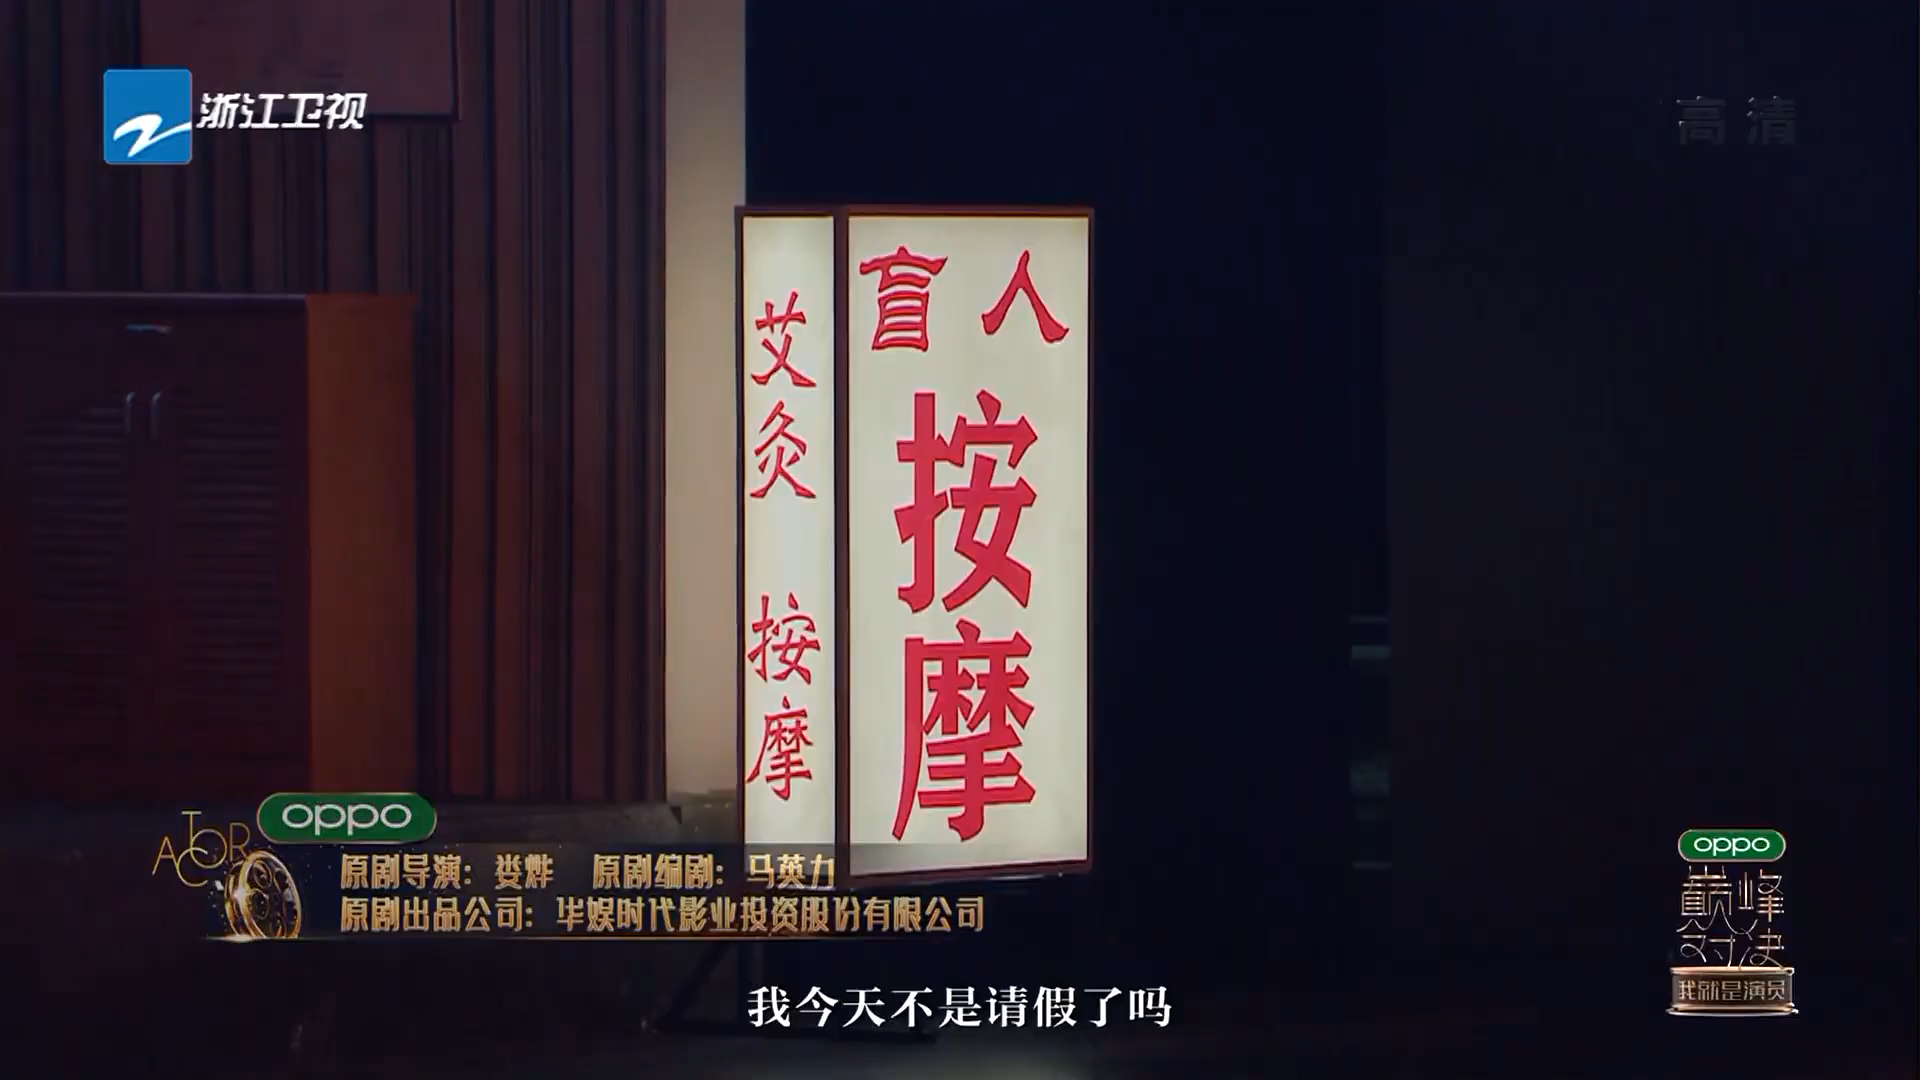 浙江卫视
高清
盲人
按摩
艾灸 按摩
ACTOR
oppo
原剧导演：娄烨 原剧编剧：马英力
原剧出品公司：华娱时代影业投资股份有限公司
我今天不是请假了吗
oppo
巅峰
对决
我就是演员